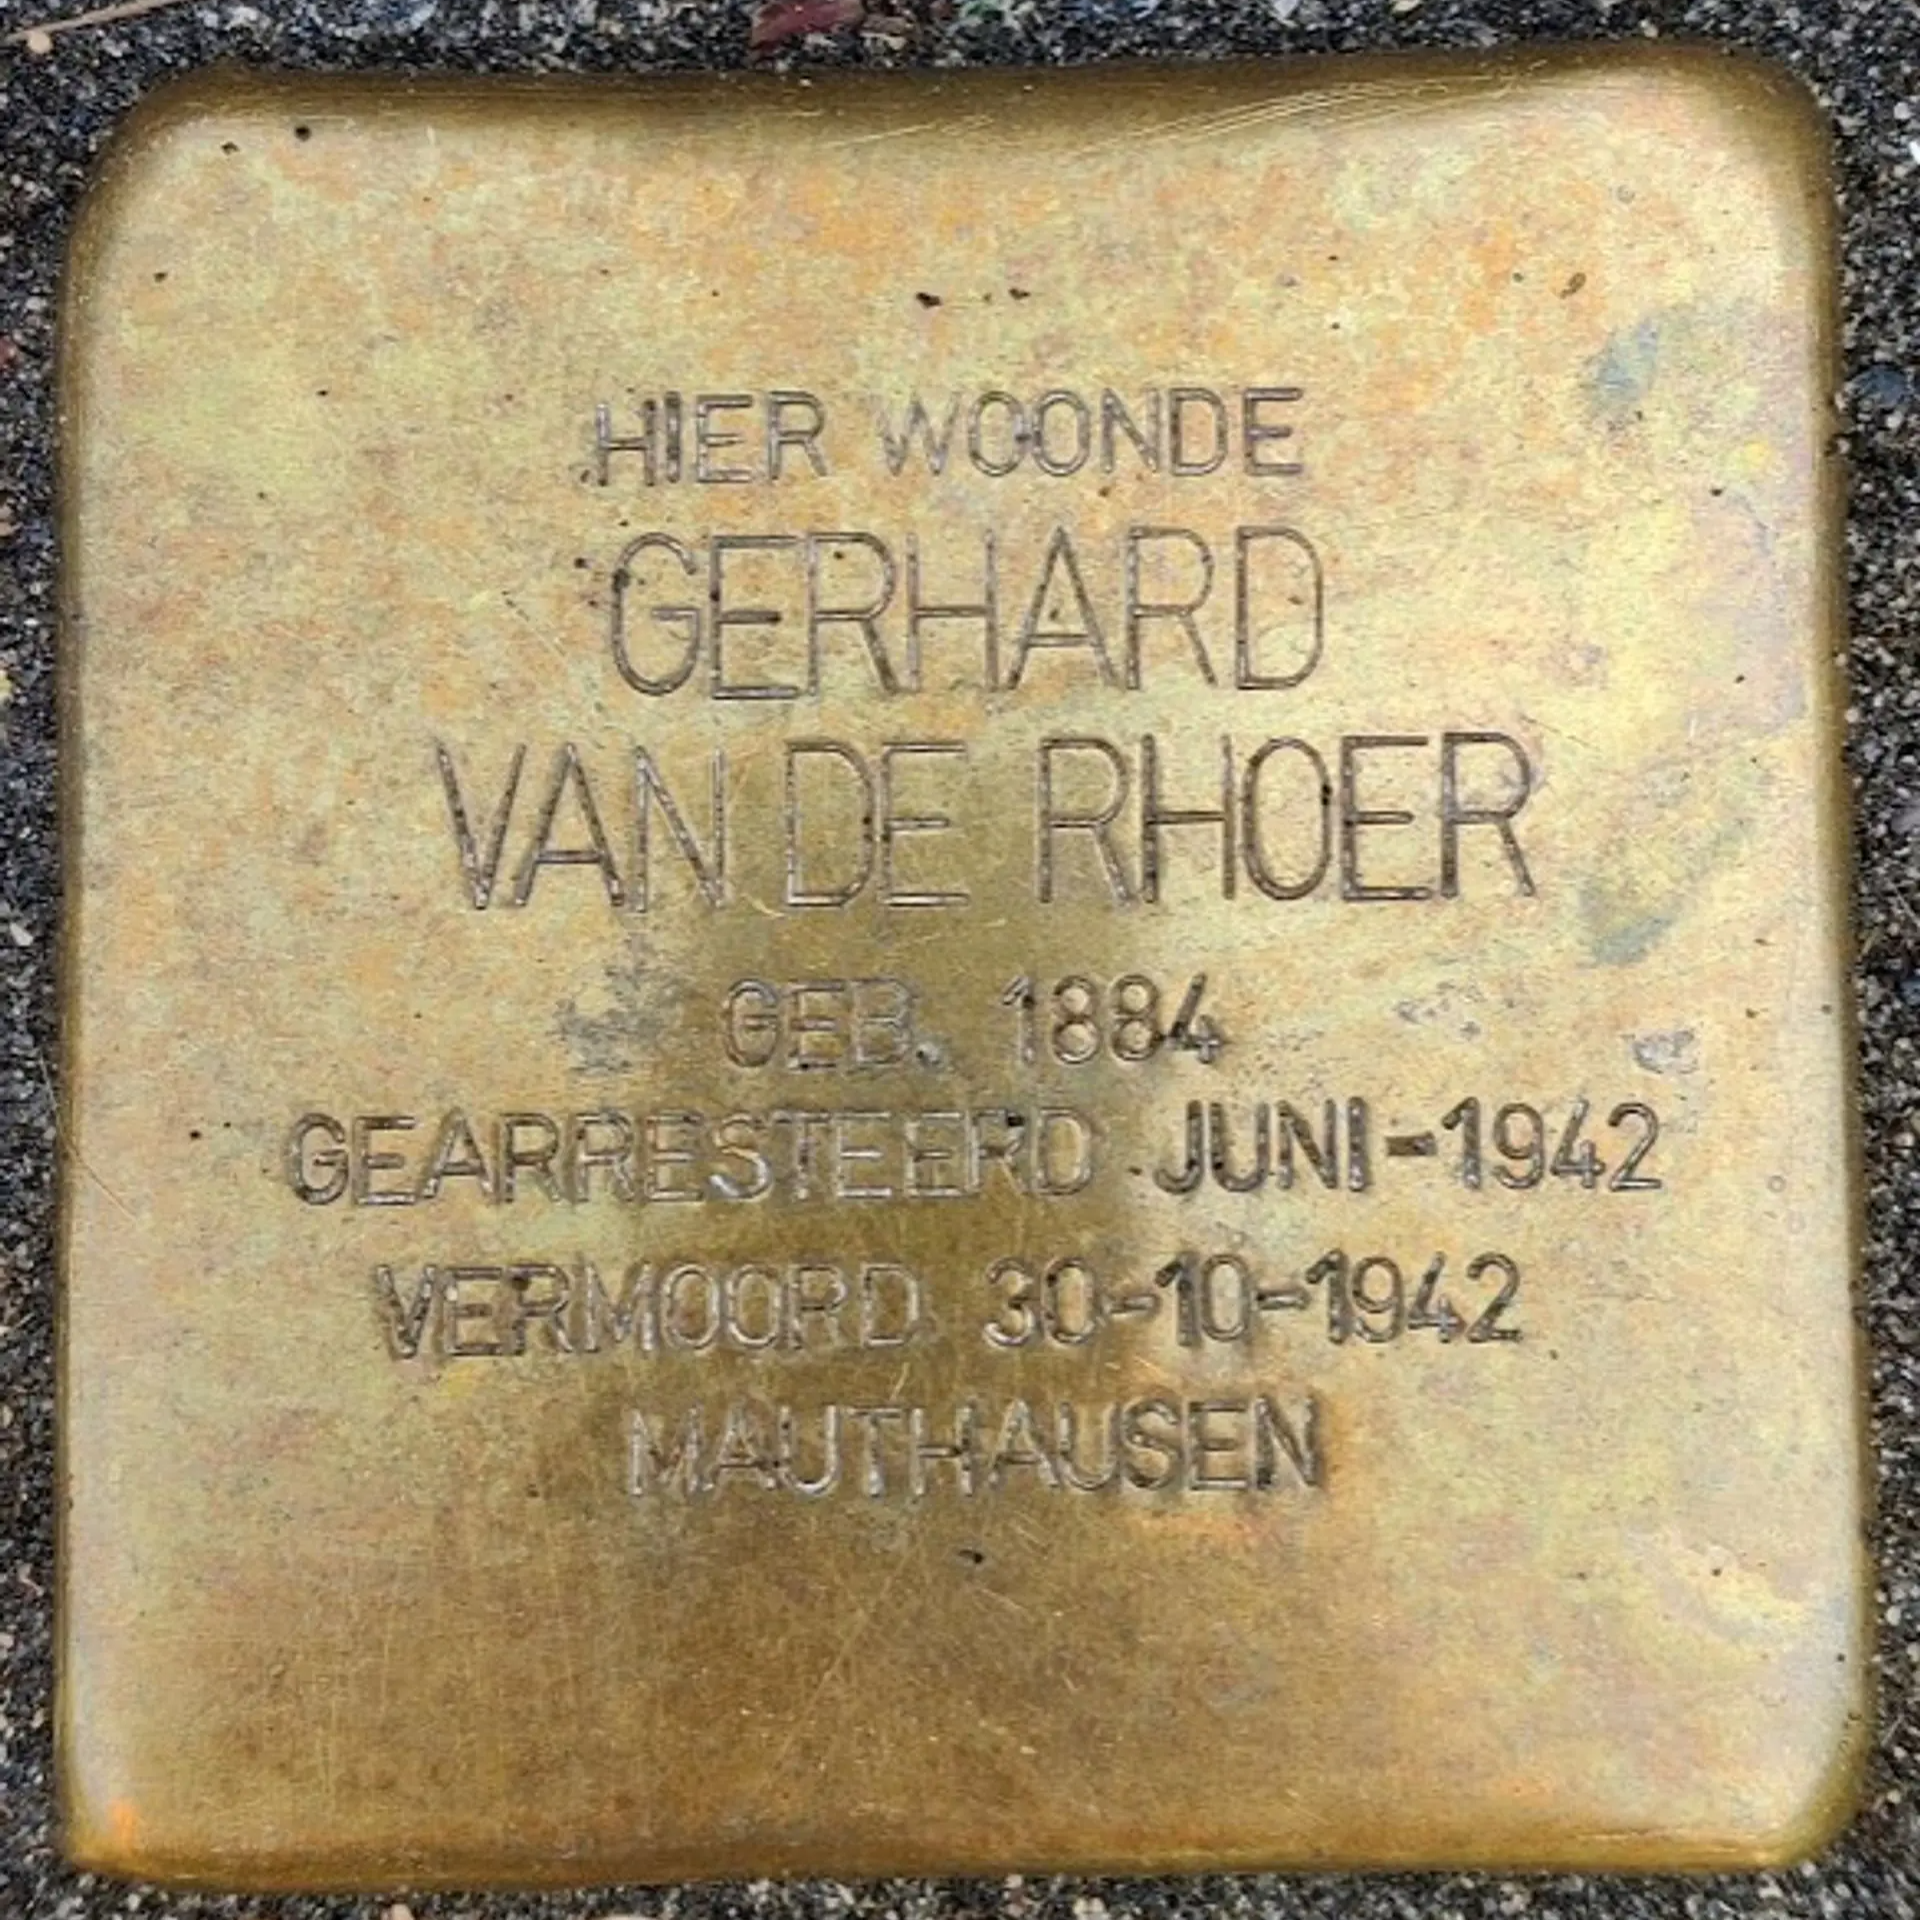 HIER WOONDE
GERHARD
VAN DE RHOER
GEB. 1884
GEARRESTEERD JUNI-1942
VERMOORD 30-10-1942
MAUTHAUSEN